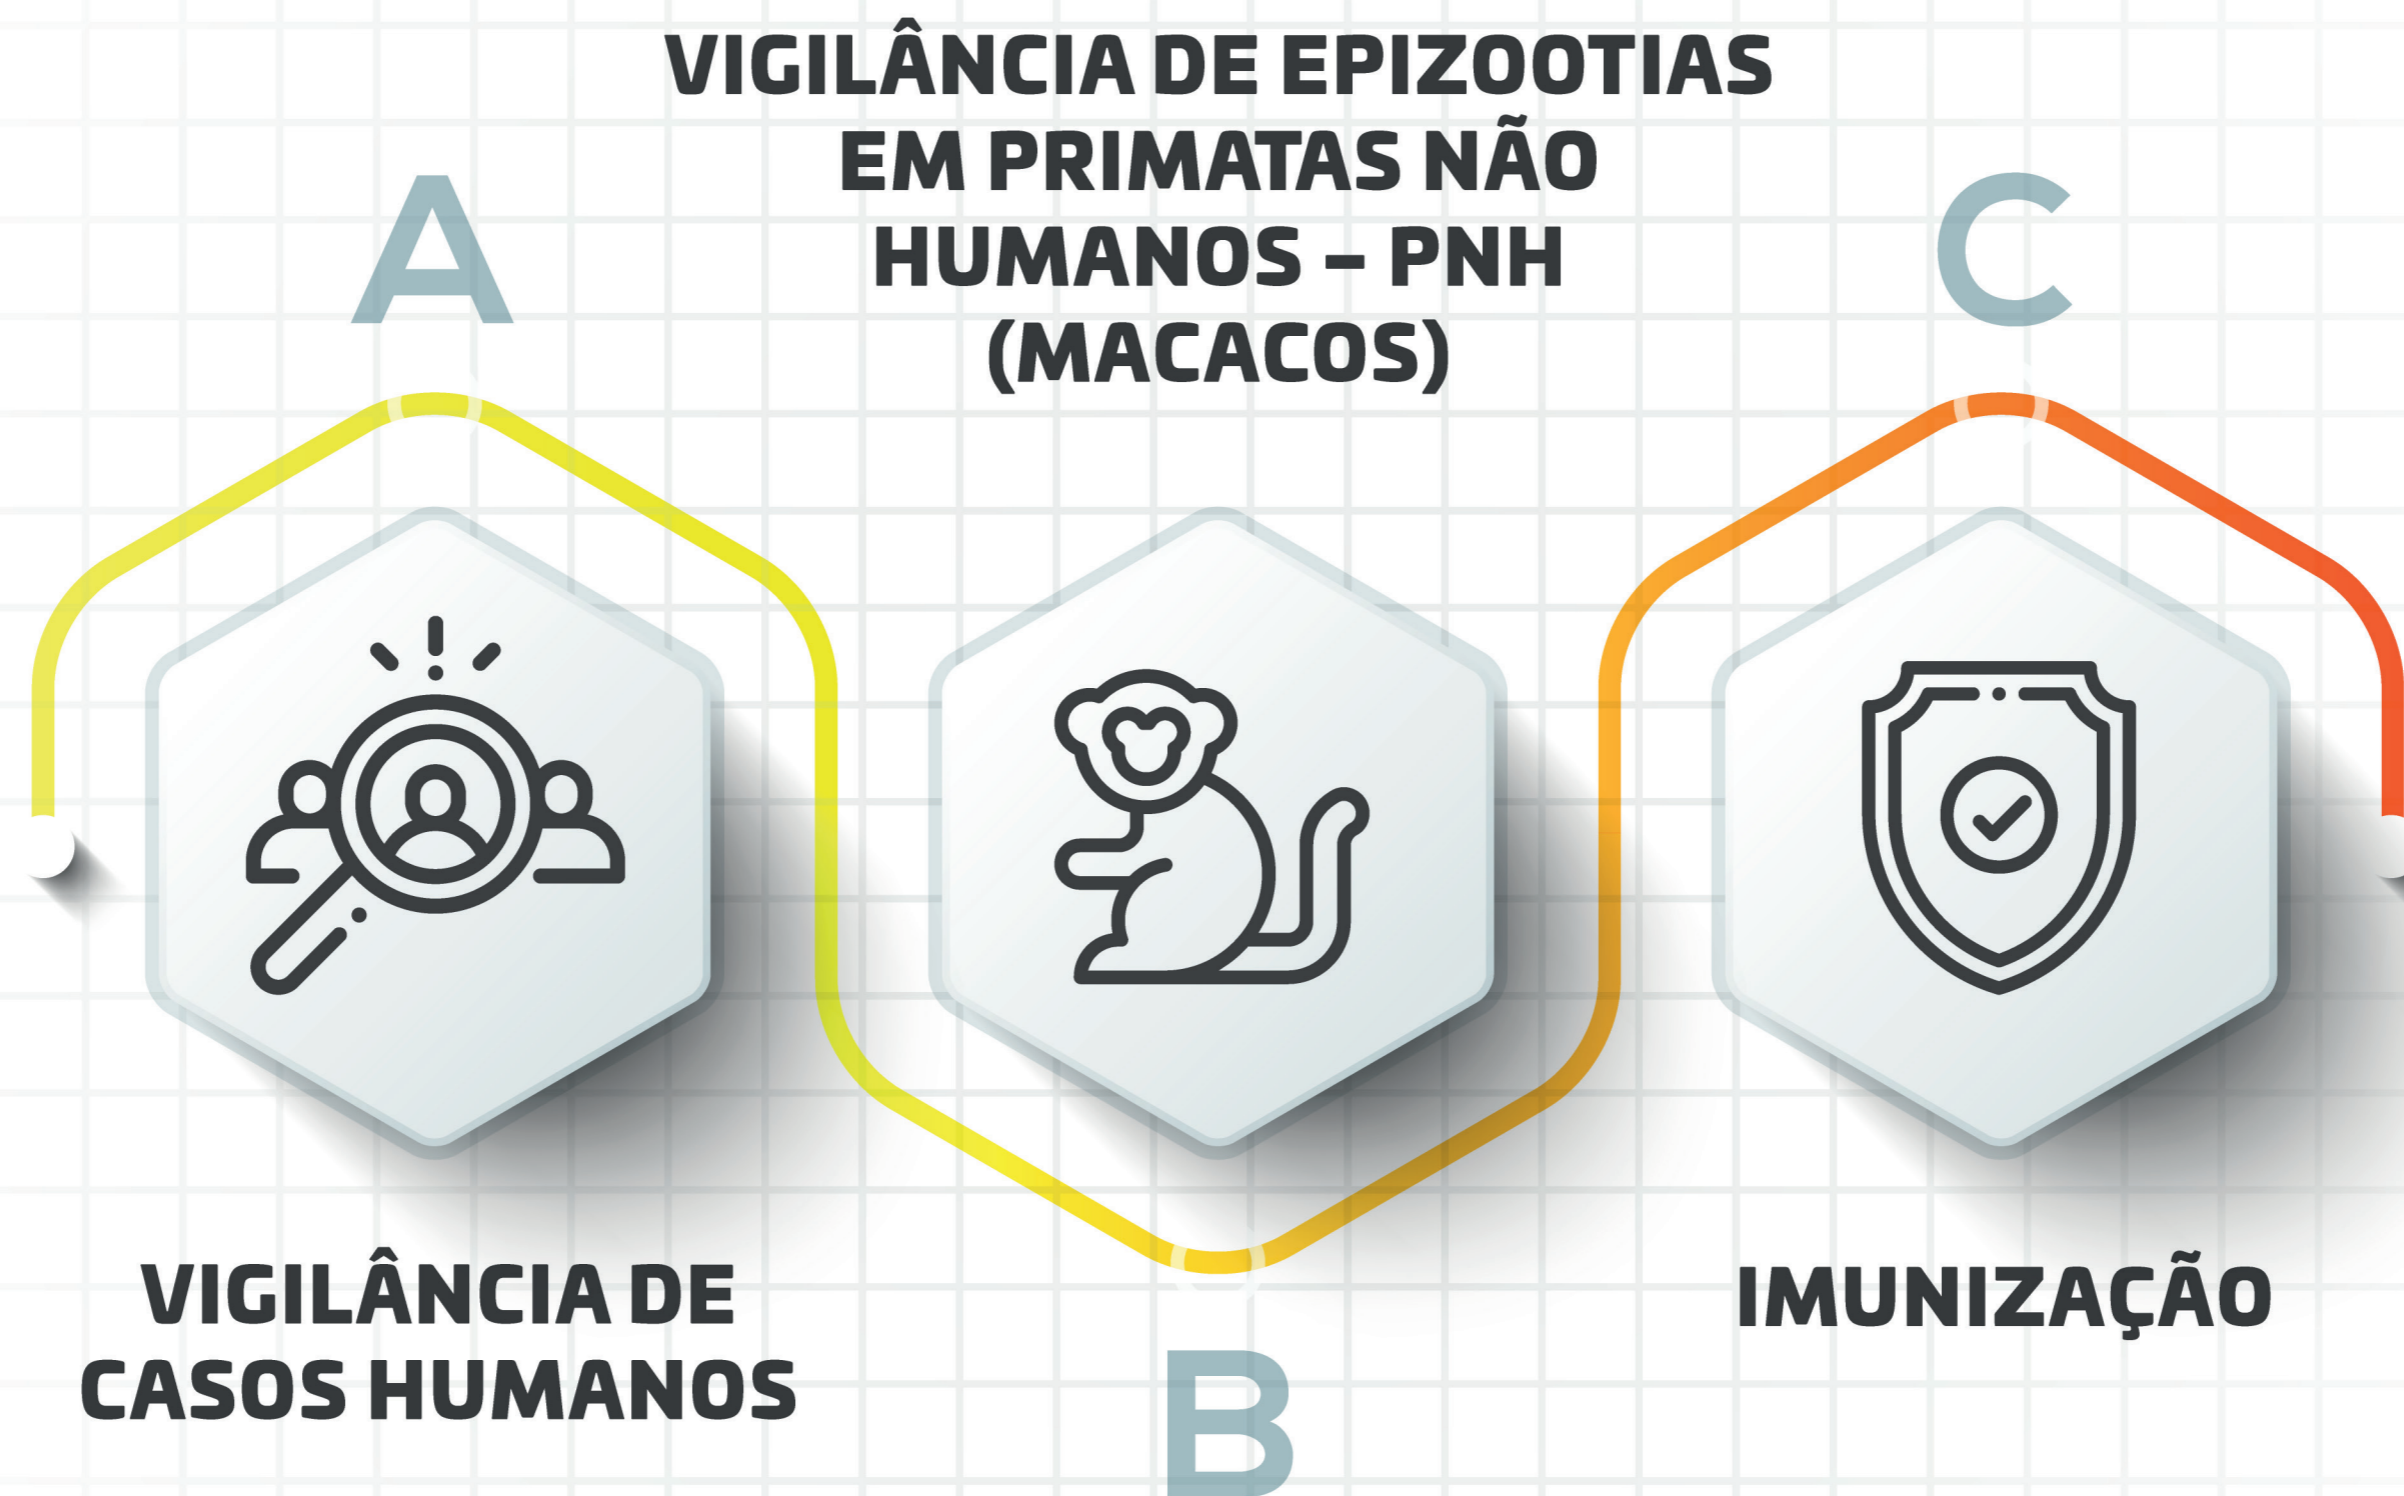 A
VIGILÂNCIA DE
CASOS HUMANOS
VIGILÂNCIA DE EPIZOOTIAS
EM PRIMATAS NÃO
HUMANOS – PNH
(MACACOS)
B
C
IMUNIZAÇÃO